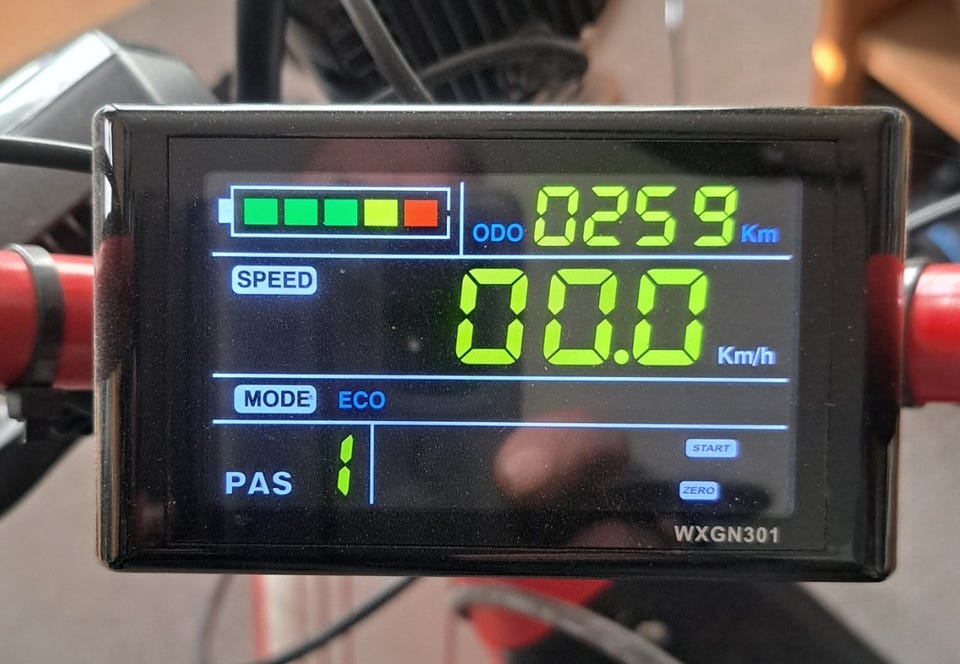 ODO 0259 Km
SPEED
00.0 Km/h
MODE ECO
PAS 1
START
ZERO
WXGN301